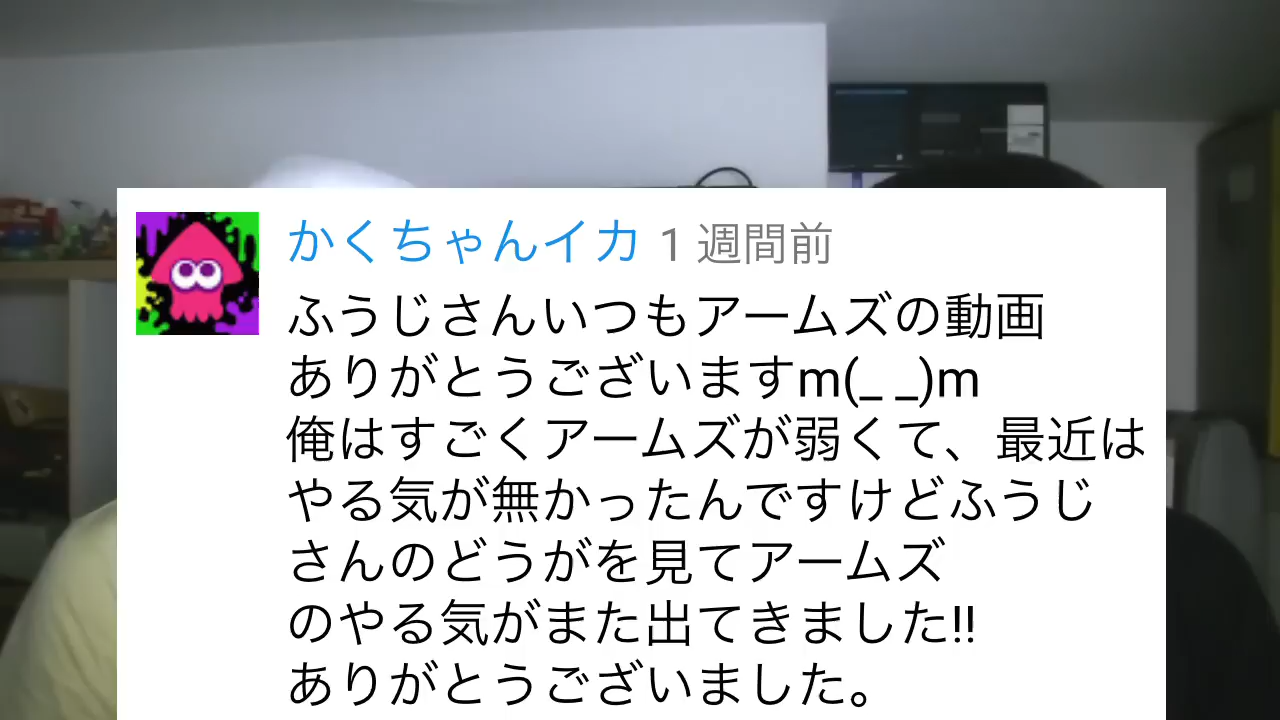 かくちゃんイカ 1 週間前
ふうじさんいつもアームズの動画
ありがとうございますm(_ _)m
俺はすごくアームズが弱くて、最近は
やる気が無かったんですけどふうじ
さんのどうがを見てアームズ
のやる気がまた出てきました!!
ありがとうございました。